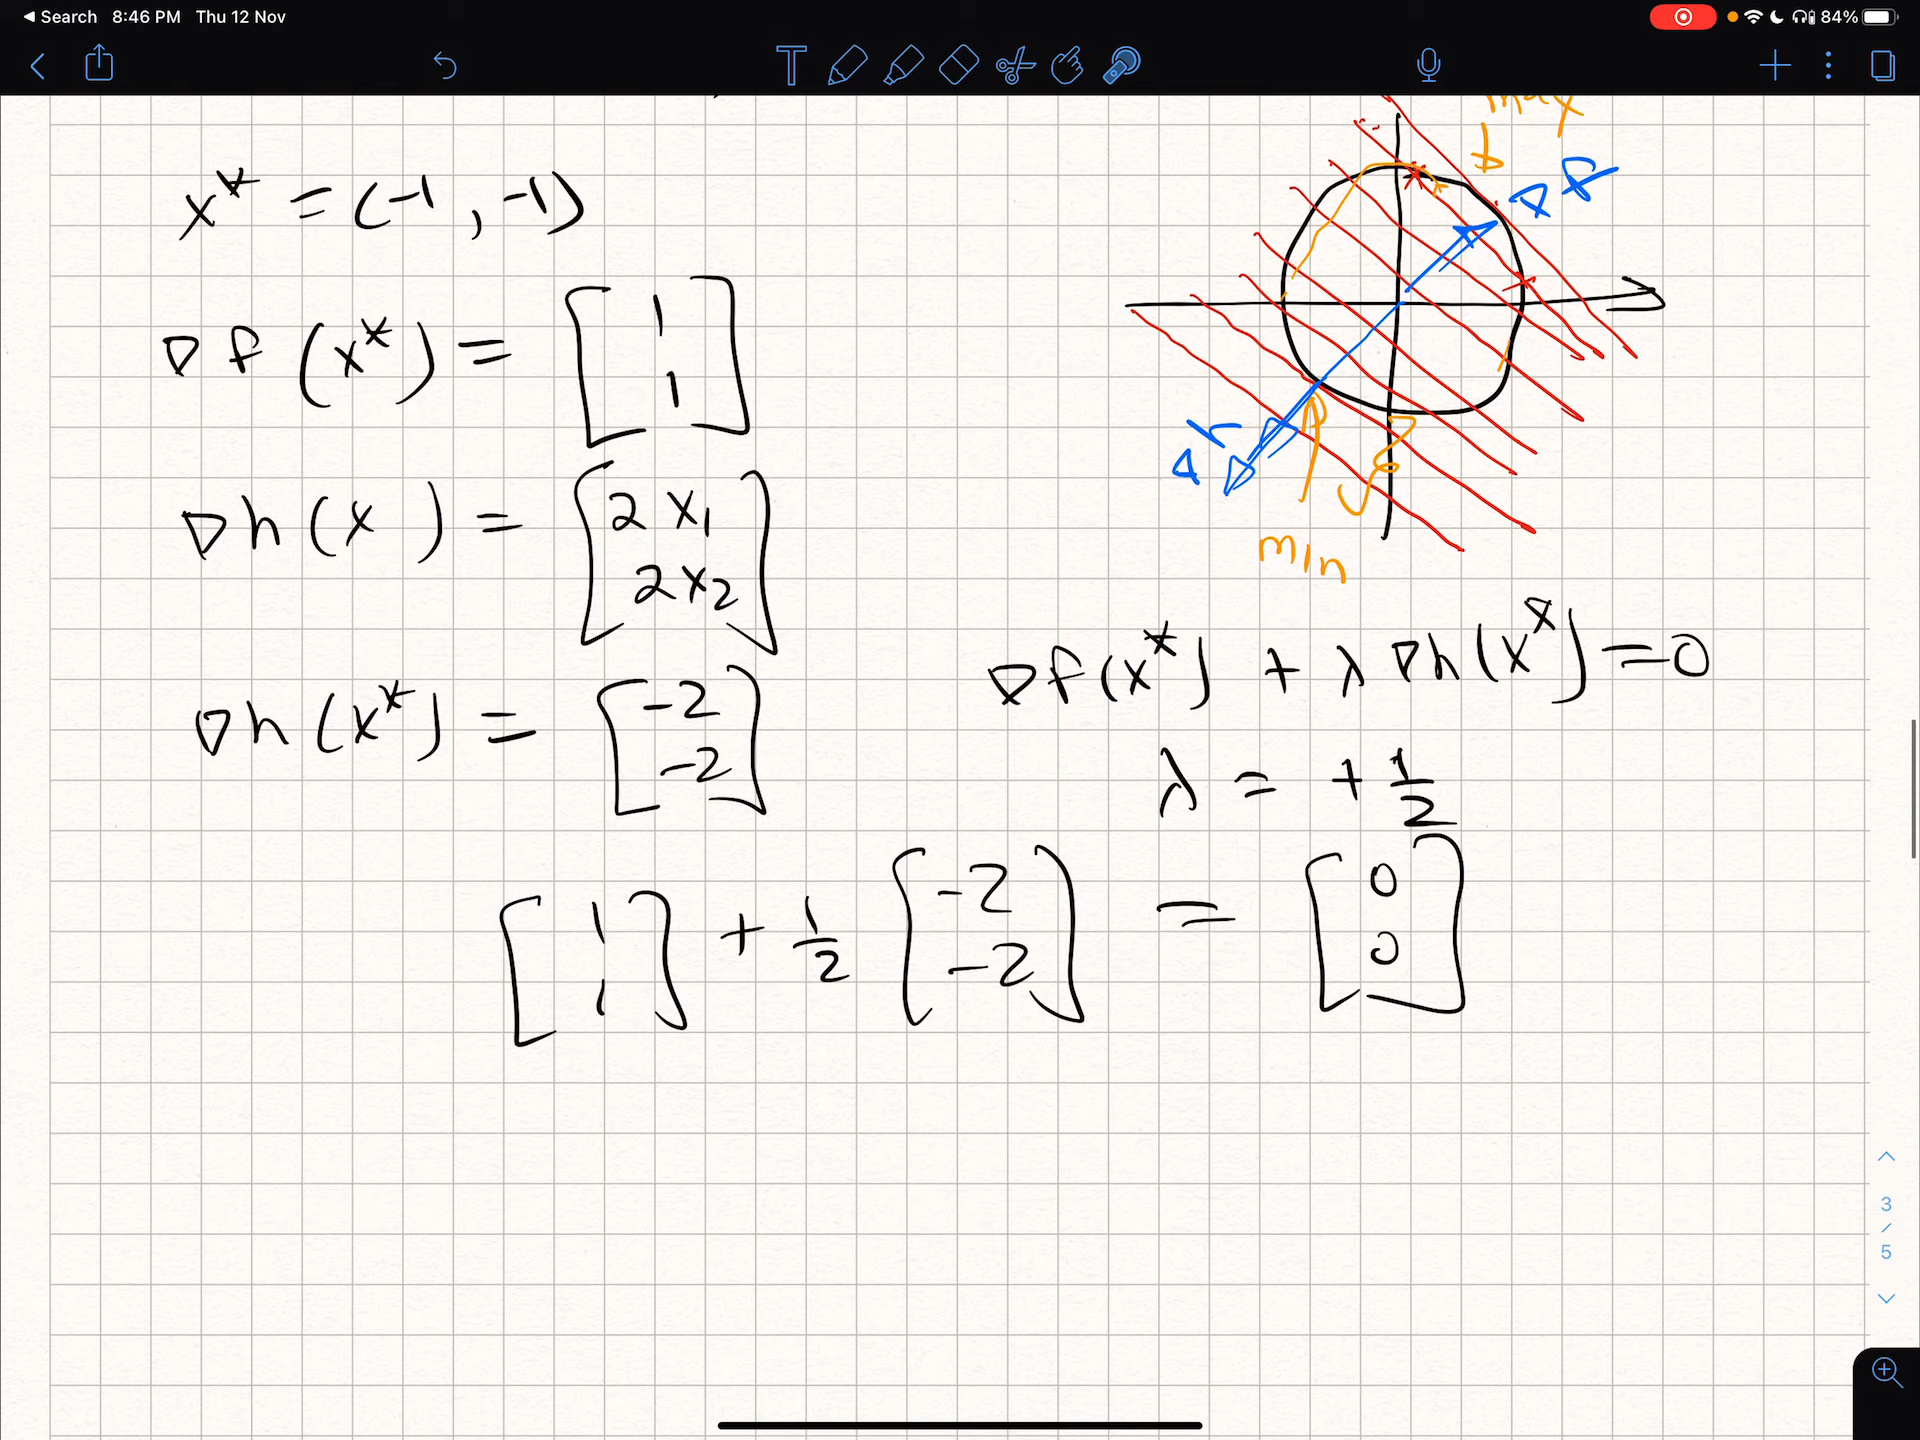 Search 8:46 PM Thu 12 Nov 84%
max
x* = (-1, -1)
∇f
∇f(x*) = [1 1]
∇h
min
∇h(x) = [2x₁ 2x₂]
∇f(x*) + λ∇h(x*) = 0
∇h(x*) = [-2 -2]
λ = + 1/2
[1 1] + 1/2 [-2 -2] = [0 0]
3
/
5